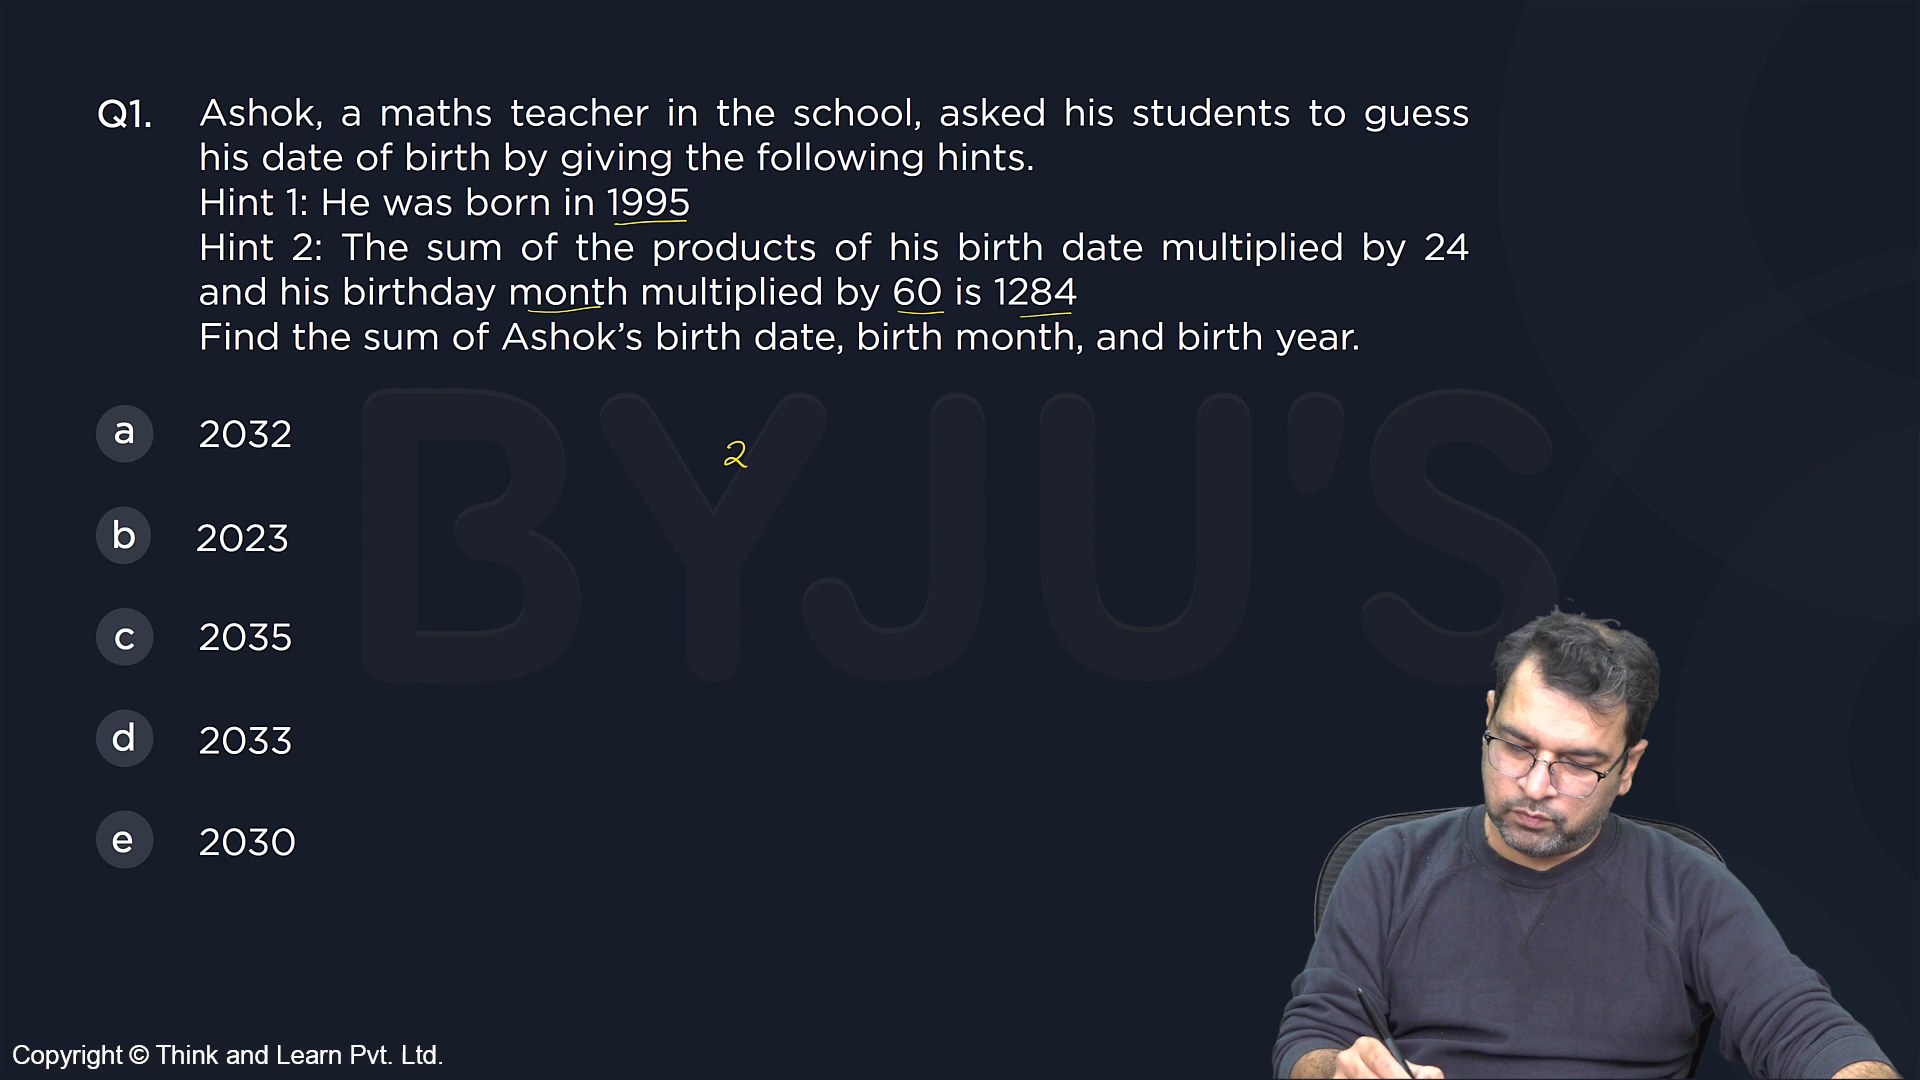 Q1. Ashok, a maths teacher in the school, asked his students to guess
his date of birth by giving the following hints.
Hint 1: He was born in 1995
Hint 2: The sum of the products of his birth date multiplied by 24
and his birthday month multiplied by 60 is 1284
Find the sum of Ashok’s birth date, birth month, and birth year.
a 2032
2
BYJU'S
b 2023
c 2035
d 2033
e 2030
Copyright © Think and Learn Pvt. Ltd.